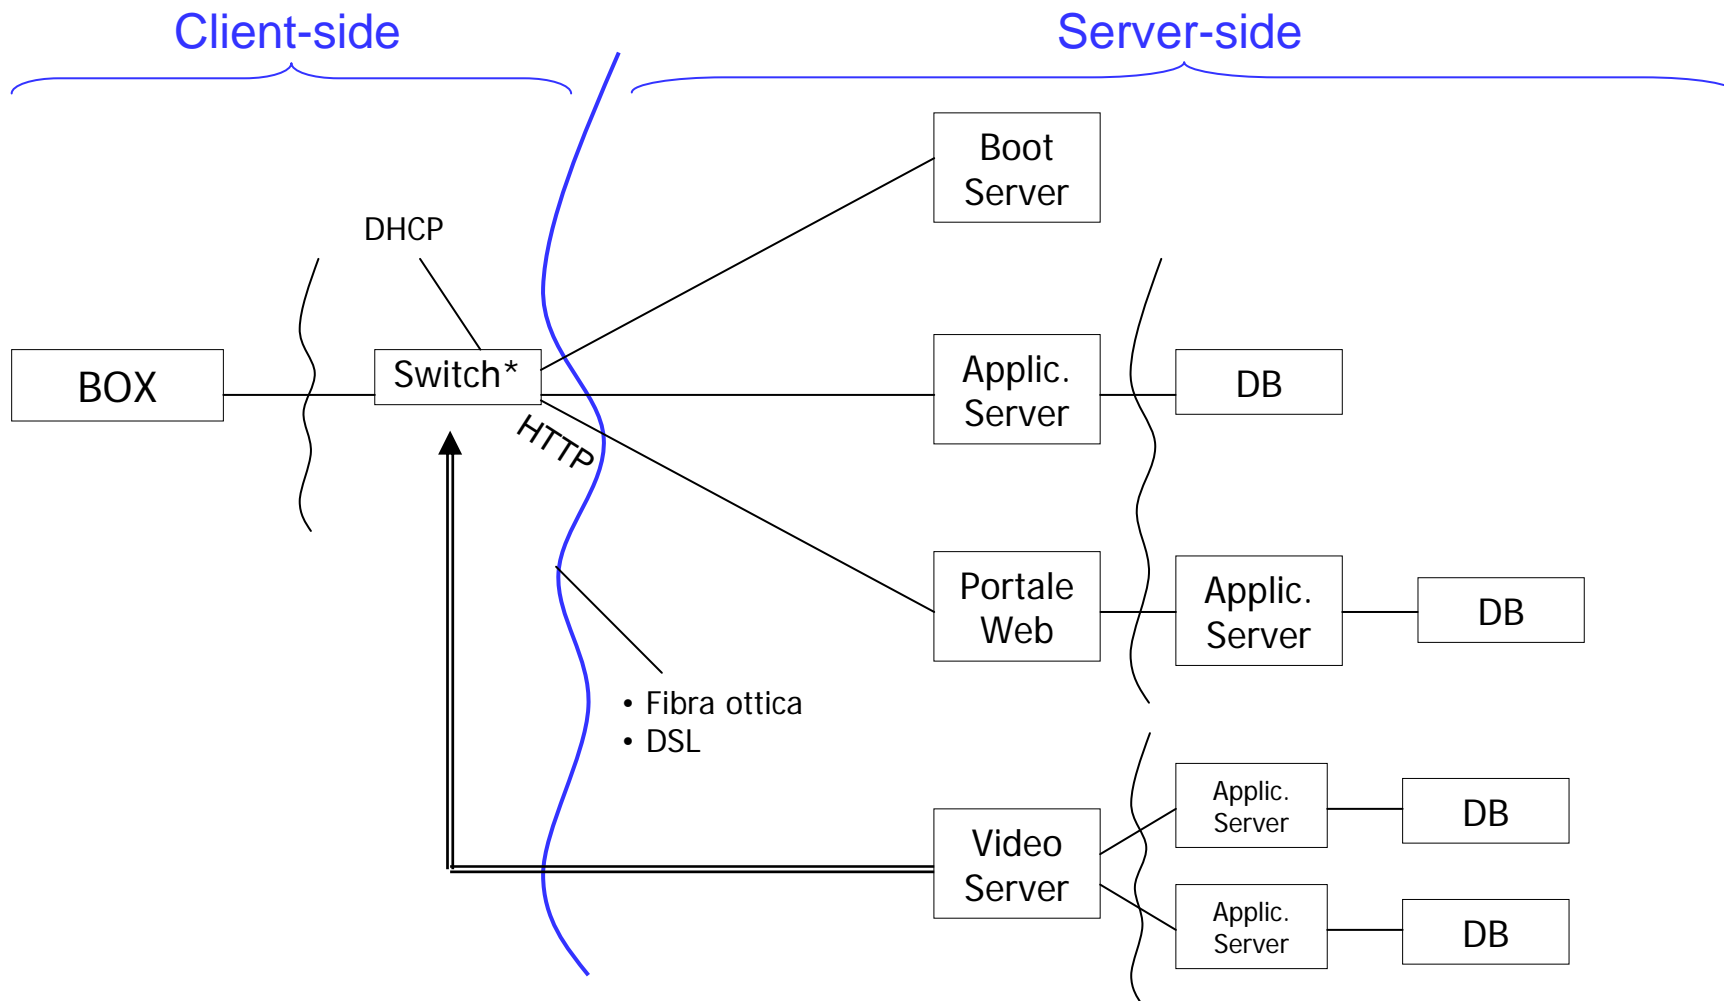 Client-side
Server-side
Boot
Server
DHCP
BOX
Switch*
Applic.
Server
DB
HTTP
Portale
Web
Applic.
Server
DB
• Fibra ottica
• DSL
Video
Server
Applic.
Server
DB
Applic.
Server
DB